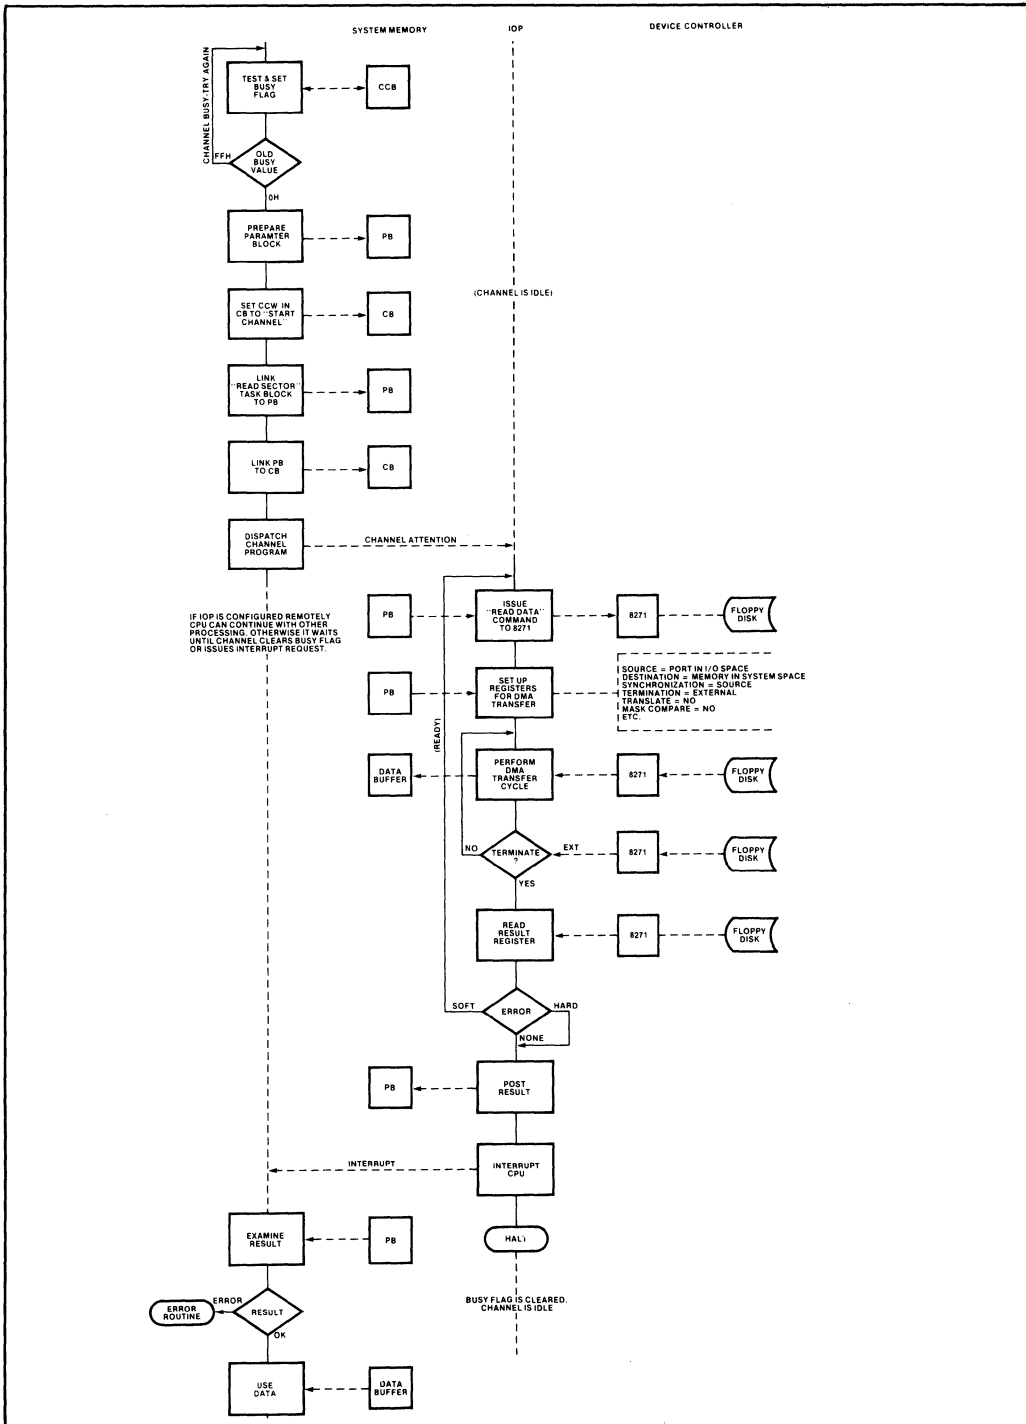 SYSTEM MEMORY
IOP
DEVICE CONTROLLER
CHANNEL BUSY-TRY AGAIN
TEST & SET
BUSY
FLAG
CCB
FFH
OLD
BUSY
VALUE
0H
PREPARE
PARAMTER
BLOCK
PB
(CHANNEL IS IDLE)
SET CCW IN
CB TO "START
CHANNEL"
CB
LINK
"READ SECTOR"
TASK BLOCK
TO PB
PB
LINK PB
TO CB
CB
DISPATCH
CHANNEL
PROGRAM
CHANNEL ATTENTION
IF IOP IS CONFIGURED REMOTELY
CPU CAN CONTINUE WITH OTHER
PROCESSING. OTHERWISE IT WAITS
UNTIL CHANNEL CLEARS BUSY FLAG
OR ISSUES INTERRUPT REQUEST.
PB
ISSUE
"READ DATA"
COMMAND
TO 8271
8271
FLOPPY
DISK
PB
SET UP
REGISTERS
FOR DMA
TRANSFER
SOURCE = PORT IN I/O SPACE
DESTINATION = MEMORY IN SYSTEM SPACE
SYNCHRONIZATION = SOURCE
TERMINATION = EXTERNAL
TRANSLATE = NO
MASK COMPARE = NO
ETC.
(READY)
DATA
BUFFER
PERFORM
DMA
TRANSFER
CYCLE
8271
FLOPPY
DISK
NO
TERMINATE
?
EXT
8271
FLOPPY
DISK
YES
READ
RESULT
REGISTER
8271
FLOPPY
DISK
SOFT
ERROR
HARD
NONE
PB
POST
RESULT
INTERRUPT
INTERRUPT
CPU
EXAMINE
RESULT
PB
HALT
BUSY FLAG IS CLEARED.
CHANNEL IS IDLE
ERROR
ROUTINE
ERROR
RESULT
OK
USE
DATA
DATA
BUFFER